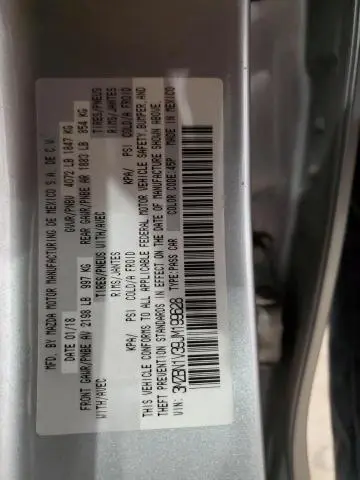 MFD. BY MAZDA MOTOR MANUFACTURING DE MEXICO S.A. DE C.V.
DATE 01/18 GVWR/PNBV 4072 LB 1847 KG
FRONT GAWR/PNBE AV 2198 LB 997 KG REAR GAWR/PNBE AR 1883 LB 854 KG
WITH/AVEC TIRES/PNEUS WITH/AVEC TIRES/PNEUS
RIMS/JANTES RIMS/JANTES
KPA/ PSI COLD/A FROID KPA/ PSI COLD/A FROID
THIS VEHICLE CONFORMS TO ALL APPLICABLE FEDERAL MOTOR VEHICLE SAFETY, BUMPER, AND
THEFT PREVENTION STANDARDS IN EFFECT ON THE DATE OF MANUFACTURE SHOWN ABOVE.
VIN: 3MZBN1V39JM199628 TYPE:PASS CAR COLOR CODE:45P MADE IN MEXICO